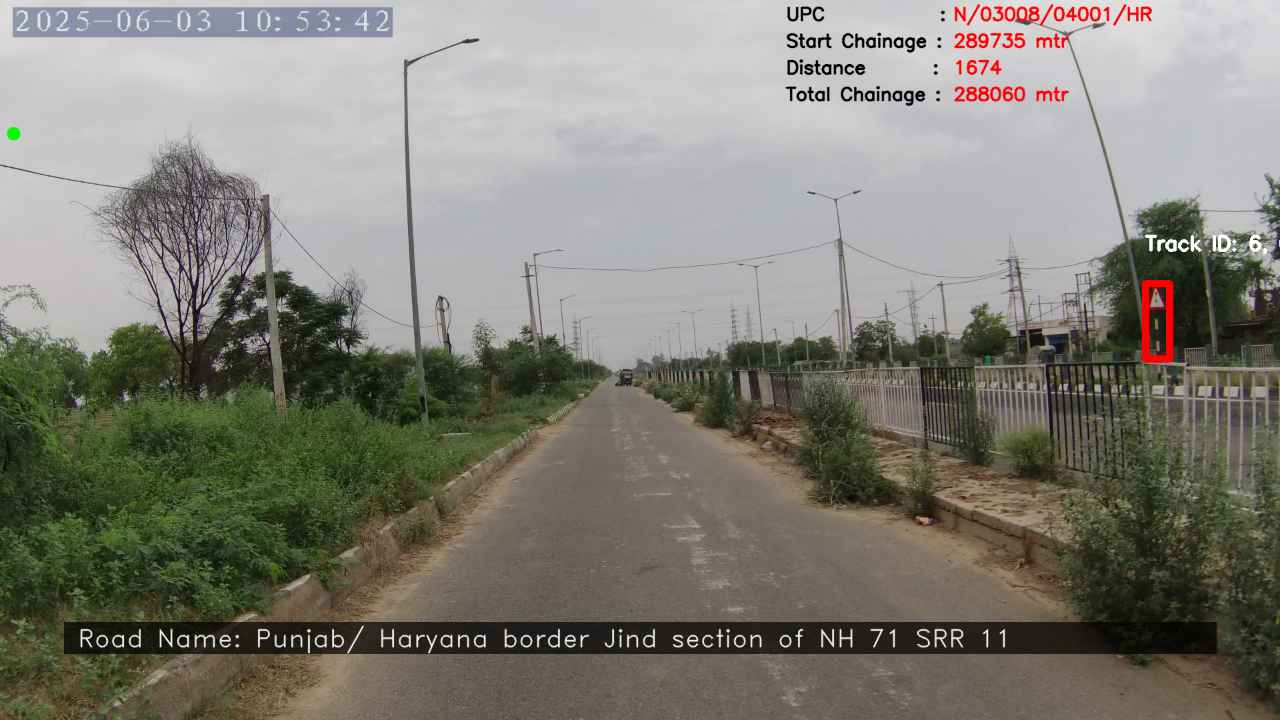 2025-06-03 10:53:42
UPC : N/03008/04001/HR
Start Chainage : 289735 mtr
Distance : 1674
Total Chainage : 288060 mtr
Track ID: 6,
Road Name: Punjab/ Haryana border Jind section of NH 71 SRR 11